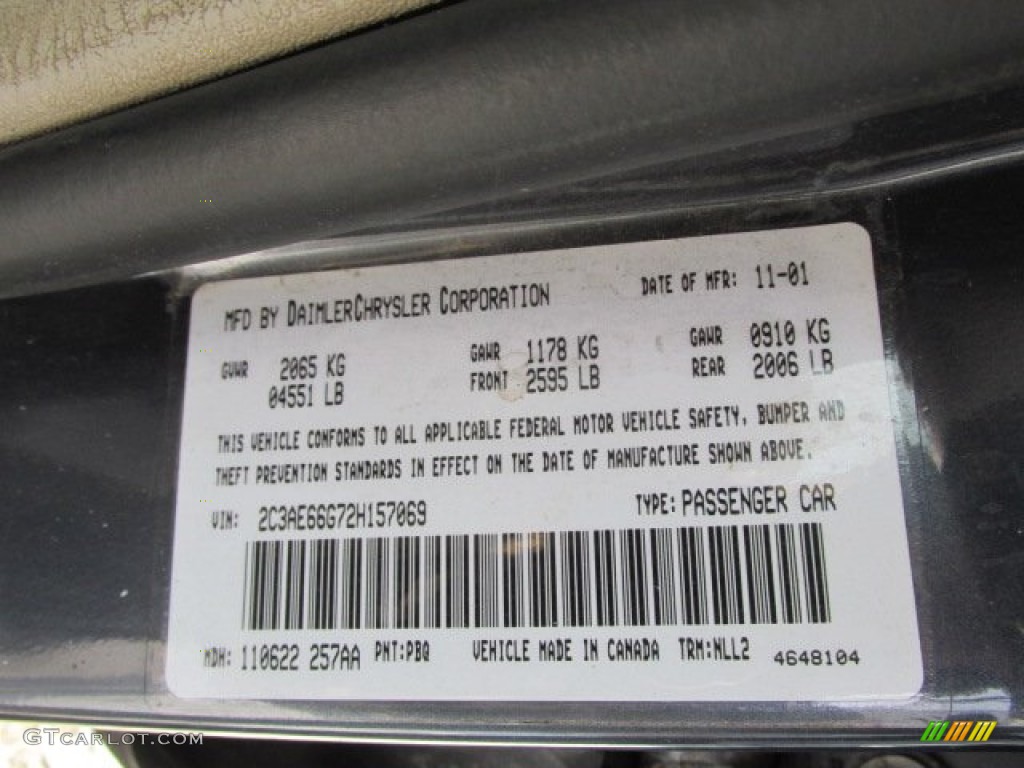 MFD BY DAIMLERCHRYSLER CORPORATION DATE OF MFR: 11-01
GVWR 2065 KG GAWR 1178 KG GAWR 0910 KG
04551 LB FRONT 2595 LB REAR 2006 LB
THIS VEHICLE CONFORMS TO ALL APPLICABLE FEDERAL MOTOR VEHICLE SAFETY, BUMPER AND
THEFT PREVENTION STANDARDS IN EFFECT ON THE DATE OF MANUFACTURE SHOWN ABOVE.
VIN: 2C3AE66G72H157069 TYPE: PASSENGER CAR
MDH: 110622 257AA PNT:PBQ VEHICLE MADE IN CANADA TRM:NLL2 4648104
GTCARLOT.COM